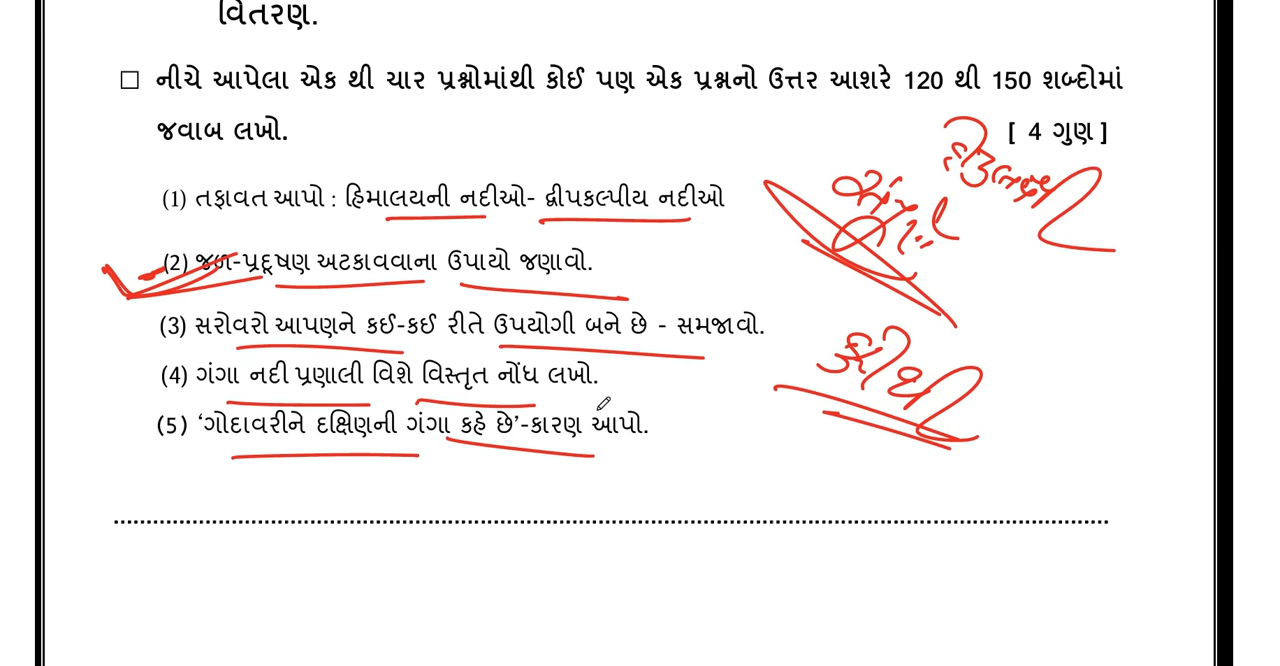 વિતરણ.
□ નીચે આપેલા એક થી ચાર પ્રશ્નોમાંથી કોઈ પણ એક પ્રશ્નનો ઉત્તર આશરે 120 થી 150 શબ્દોમાં
જવાબ લખો. [ 4 ગુણ ]
(1) તફાવત આપો : હિમાલયની નદીઓ- દ્વીપકલ્પીય નદીઓ
(2) જળ-પ્રદૂષણ અટકાવવાના ઉપાયો જણાવો.
(3) સરોવરો આપણને કઈ-કઈ રીતે ઉપયોગી બને છે - સમજાવો.
(4) ગંગા નદી પ્રણાલી વિશે વિસ્તૃત નોંધ લખો.
(5) ‘ગોદાવરીને દક્ષિણની ગંગા કહે છે’-કારણ આપો.